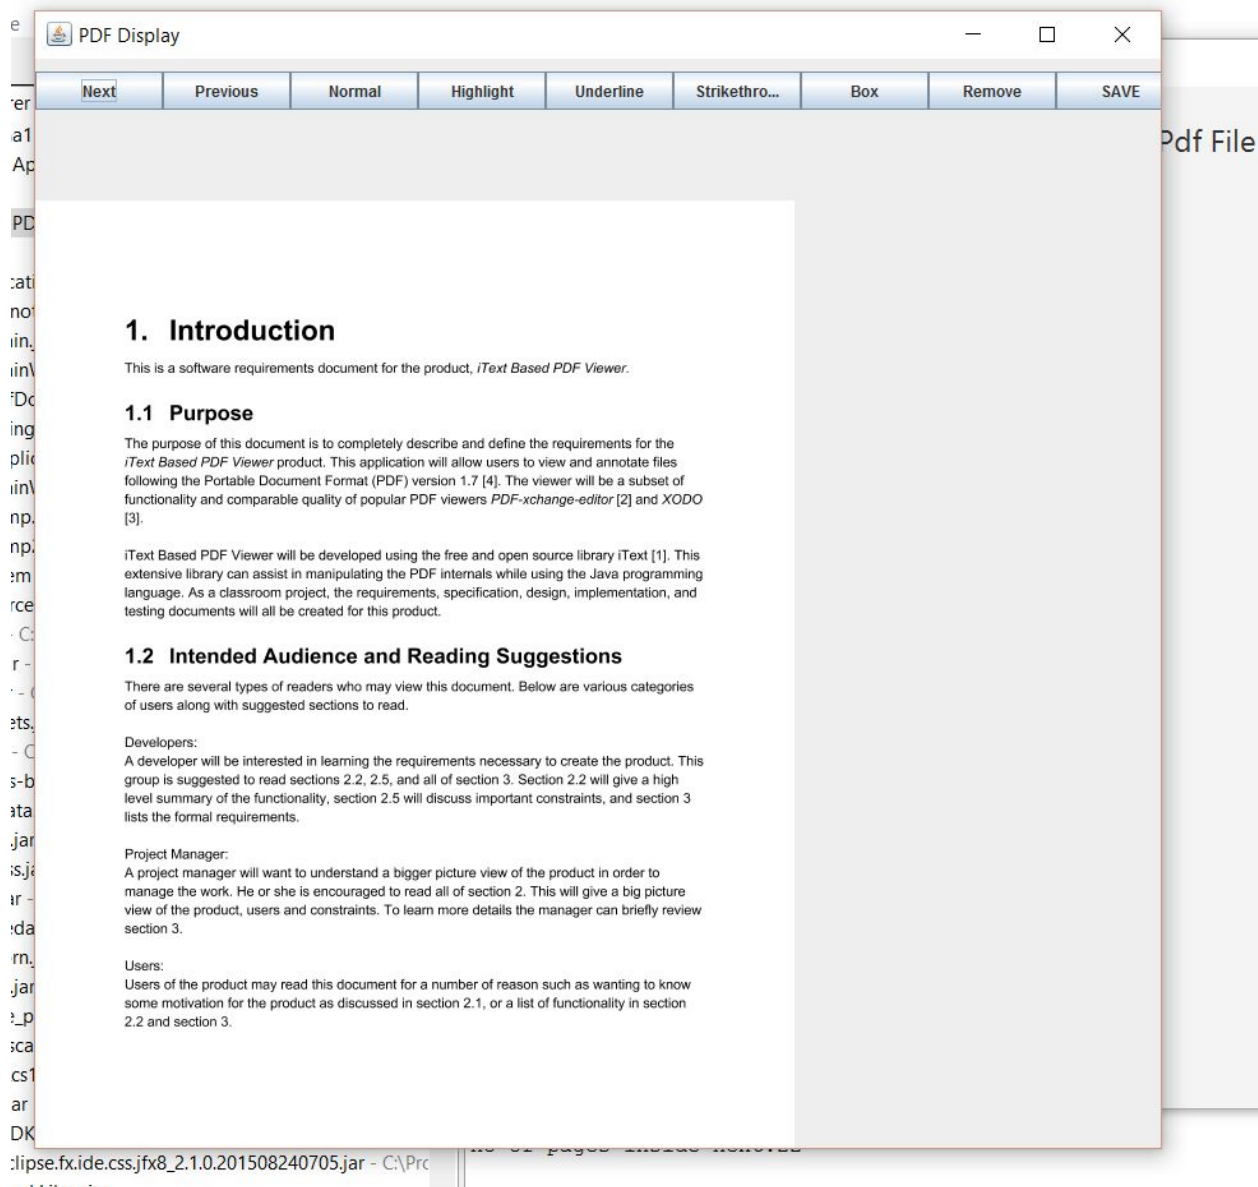 PDF Display
Next Previous Normal Highlight Underline Strikethro... Box Remove SAVE
Pdf File
1. Introduction
This is a software requirements document for the product, iText Based PDF Viewer.
1.1 Purpose
The purpose of this document is to completely describe and define the requirements for the
iText Based PDF Viewer product. This application will allow users to view and annotate files
following the Portable Document Format (PDF) version 1.7 [4]. The viewer will be a subset of
functionality and comparable quality of popular PDF viewers PDF-xchange-editor [2] and XODO
[3].
iText Based PDF Viewer will be developed using the free and open source library iText [1]. This
extensive library can assist in manipulating the PDF internals while using the Java programming
language. As a classroom project, the requirements, specification, design, implementation, and
testing documents will all be created for this product.
1.2 Intended Audience and Reading Suggestions
There are several types of readers who may view this document. Below are various categories
of users along with suggested sections to read.
Developers:
A developer will be interested in learning the requirements necessary to create the product. This
group is suggested to read sections 2.2, 2.5, and all of section 3. Section 2.2 will give a high
level summary of the functionality, section 2.5 will discuss important constraints, and section 3
lists the formal requirements.
Project Manager:
A project manager will want to understand a bigger picture view of the product in order to
manage the work. He or she is encouraged to read all of section 2. This will give a big picture
view of the product, users and constraints. To learn more details the manager can briefly review
section 3.
Users:
Users of the product may read this document for a number of reason such as wanting to know
some motivation for the product as discussed in section 2.1, or a list of functionality in section
2.2 and section 3.
clipse.fx.ide.css.jfx8_2.1.0.201508240705.jar - C:\Prc